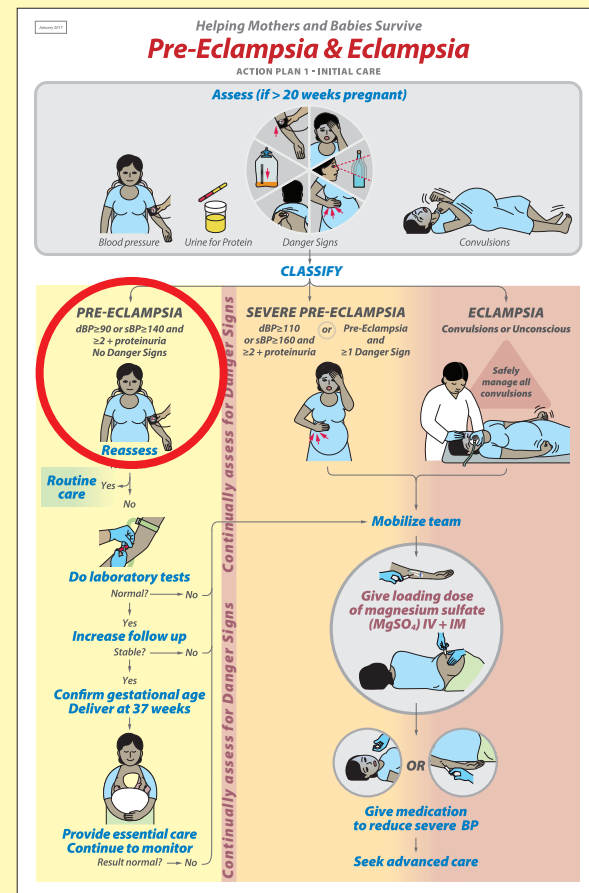 January 2017
Helping Mothers and Babies Survive
Pre-Eclampsia & Eclampsia
ACTION PLAN 1 - INITIAL CARE
Assess (if > 20 weeks pregnant)
Blood pressure
Urine for Protein
Danger Signs
Convulsions
CLASSIFY
PRE-ECLAMPSIA
dBP≥90 or sBP≥140 and
≥2 + proteinuria
No Danger Signs
Reassess
Routine
care
Yes
No
Do laboratory tests
Normal?
No
Yes
Increase follow up
Stable?
No
Yes
Confirm gestational age
Deliver at 37 weeks
Provide essential care
Continue to monitor
Result normal?
No
Continually assess for Danger Signs
Continually assess for Danger Signs
SEVERE PRE-ECLAMPSIA
dBP≥110
or sBP≥160 and
≥2 + proteinuria
or
Pre-Eclampsia
and
≥1 Danger Sign
ECLAMPSIA
Convulsions or Unconscious
Safely
manage all
convulsions
Mobilize team
Give loading dose
of magnesium sulfate
(MgSO₄) IV + IM
OR
Give medication
to reduce severe BP
Seek advanced care